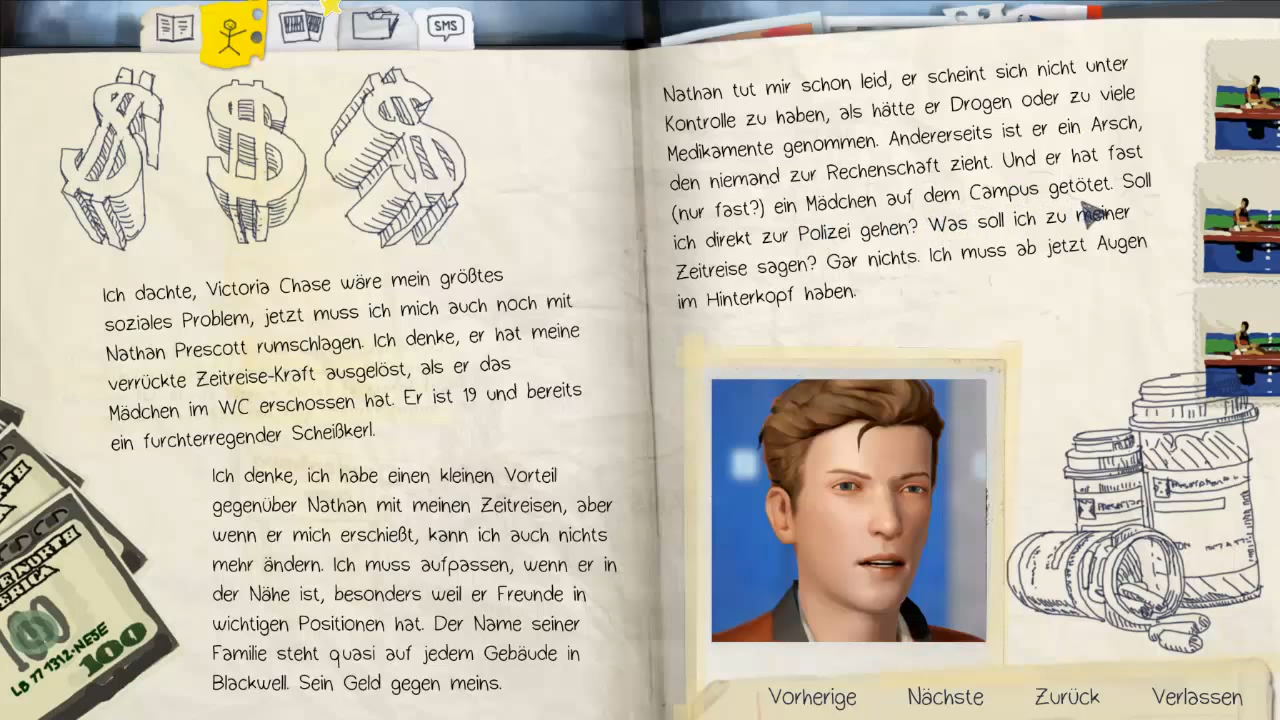 SMS
Ich dachte, Victoria Chase wäre mein größtes
soziales Problem, jetzt muss ich mich auch noch mit
Nathan Prescott rumschlagen. Ich denke, er hat meine
verrückte Zeitreise-Kraft ausgelöst, als er das
Mädchen im WC erschossen hat. Er ist 19 und bereits
ein furchterregender Scheißkerl.
Ich denke, ich habe einen kleinen Vorteil
gegenüber Nathan mit meinen Zeitreisen, aber
wenn er mich erschießt, kann ich auch nichts
mehr ändern. Ich muss aufpassen, wenn er in
der Nähe ist, besonders weil er Freunde in
wichtigen Positionen hat. Der Name seiner
Familie steht quasi auf jedem Gebäude in
Blackwell. Sein Geld gegen meins.
100
LB 77 1312-NESE
100
Nathan tut mir schon leid, er scheint sich nicht unter
Kontrolle zu haben, als hätte er Drogen oder zu viele
Medikamente genommen. Andererseits ist er ein Arsch,
den niemand zur Rechenschaft zieht. Und er hat fast
(nur fast?) ein Mädchen auf dem Campus getötet. Soll
ich direkt zur Polizei gehen? Was soll ich zu meiner
Zeitreise sagen? Gar nichts. Ich muss ab jetzt Augen
im Hinterkopf haben.
Vorherige Nächste Zurück Verlassen